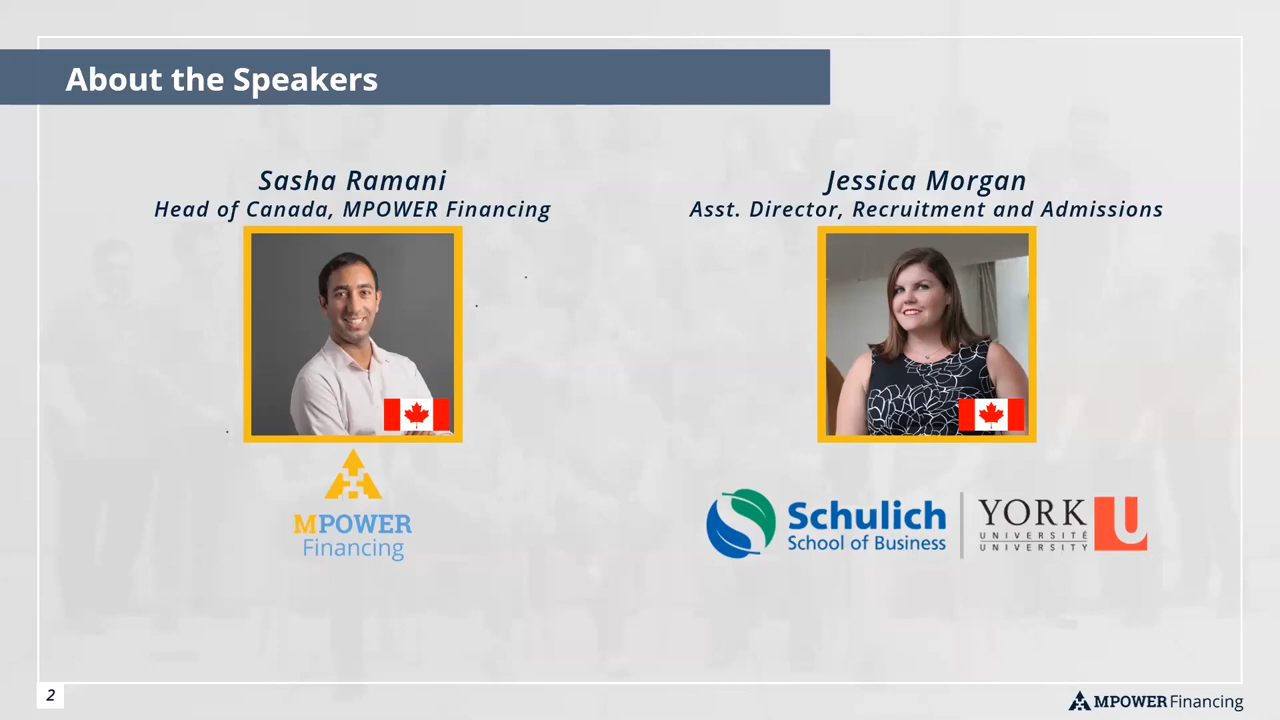 About the Speakers
Sasha Ramani
Head of Canada, MPOWER Financing
Jessica Morgan
Asst. Director, Recruitment and Admissions
MPOWER
Financing
Schulich
School of Business
YORK
UNIVERSITÉ
UNIVERSITY
U
2
MPOWER Financing